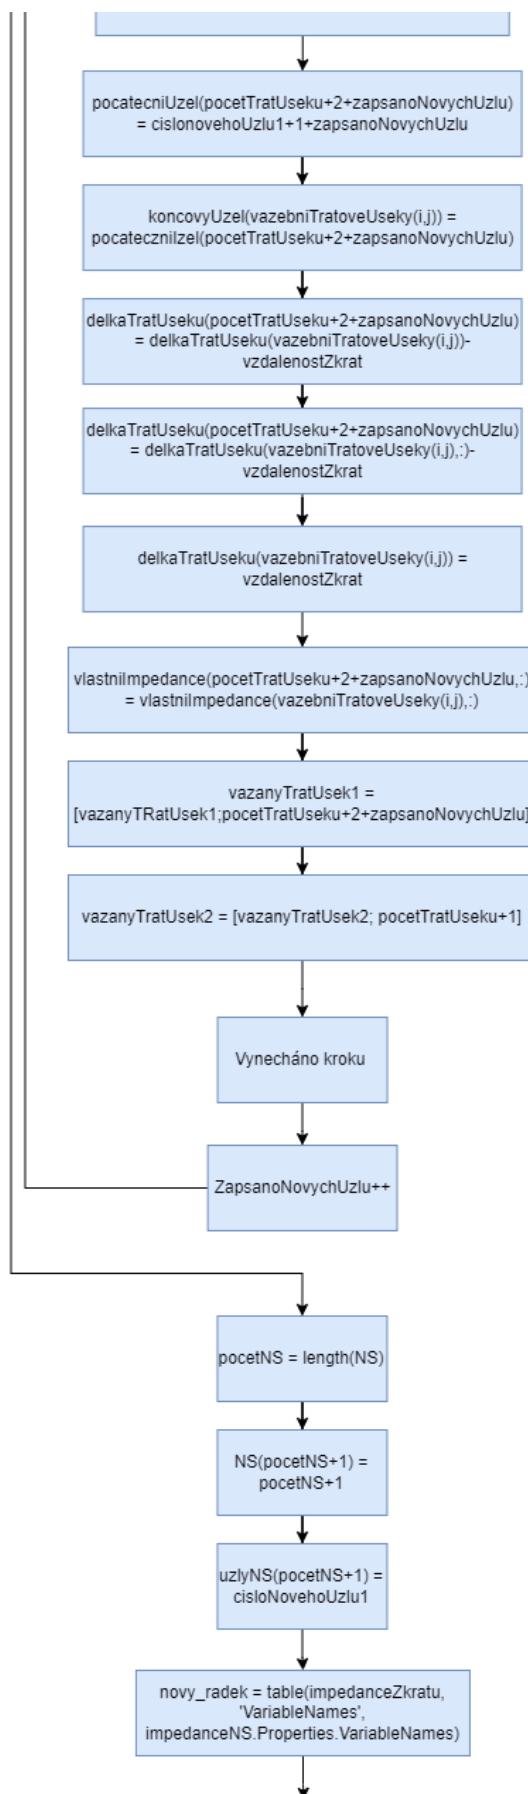 pocatecniUzel(pocetTratUseku+2+zapsanoNovychUzlu)
= cislonovehoUzlu1+1+zapsanoNovychUzlu
koncovyUzel(vazebniTratoveUseky(i,j)) =
pocateczniIzel(pocetTratUseku+2+zapsanoNovychUzlu)
delkaTratUseku(pocetTratUseku+2+zapsanoNovychUzlu)
= delkaTratUseku(vazebniTratoveUseky(i,j))-
vzdalenostZkrat
delkaTratUseku(pocetTratUseku+2+zapsanoNovychUzlu)
= delkaTratUseku(vazebniTratoveUseky(i,j),:)-
vzdalenostZkrat
delkaTratUseku(vazebniTratoveUseky(i,j)) =
vzdalenostZkrat
vlastniImpedance(pocetTratUseku+2+zapsanoNovychUzlu,:)
= vlastniImpedance(vazebniTratoveUseky(i,j),:)
vazanyTratUsek1 =
[vazanyTRatUsek1;pocetTratUseku+2+zapsanoNovychUzlu]
vazanyTratUsek2 = [vazanyTratUsek2; pocetTratUseku+1]
Vynecháno kroku
ZapsanoNovychUzlu++
pocetNS = length(NS)
NS(pocetNS+1) =
pocetNS+1
uzlyNS(pocetNS+1) =
cisloNovehoUzlu1
novy_radek = table(impedanceZkratu,
'VariableNames',
impedanceNS.Properties.VariableNames)